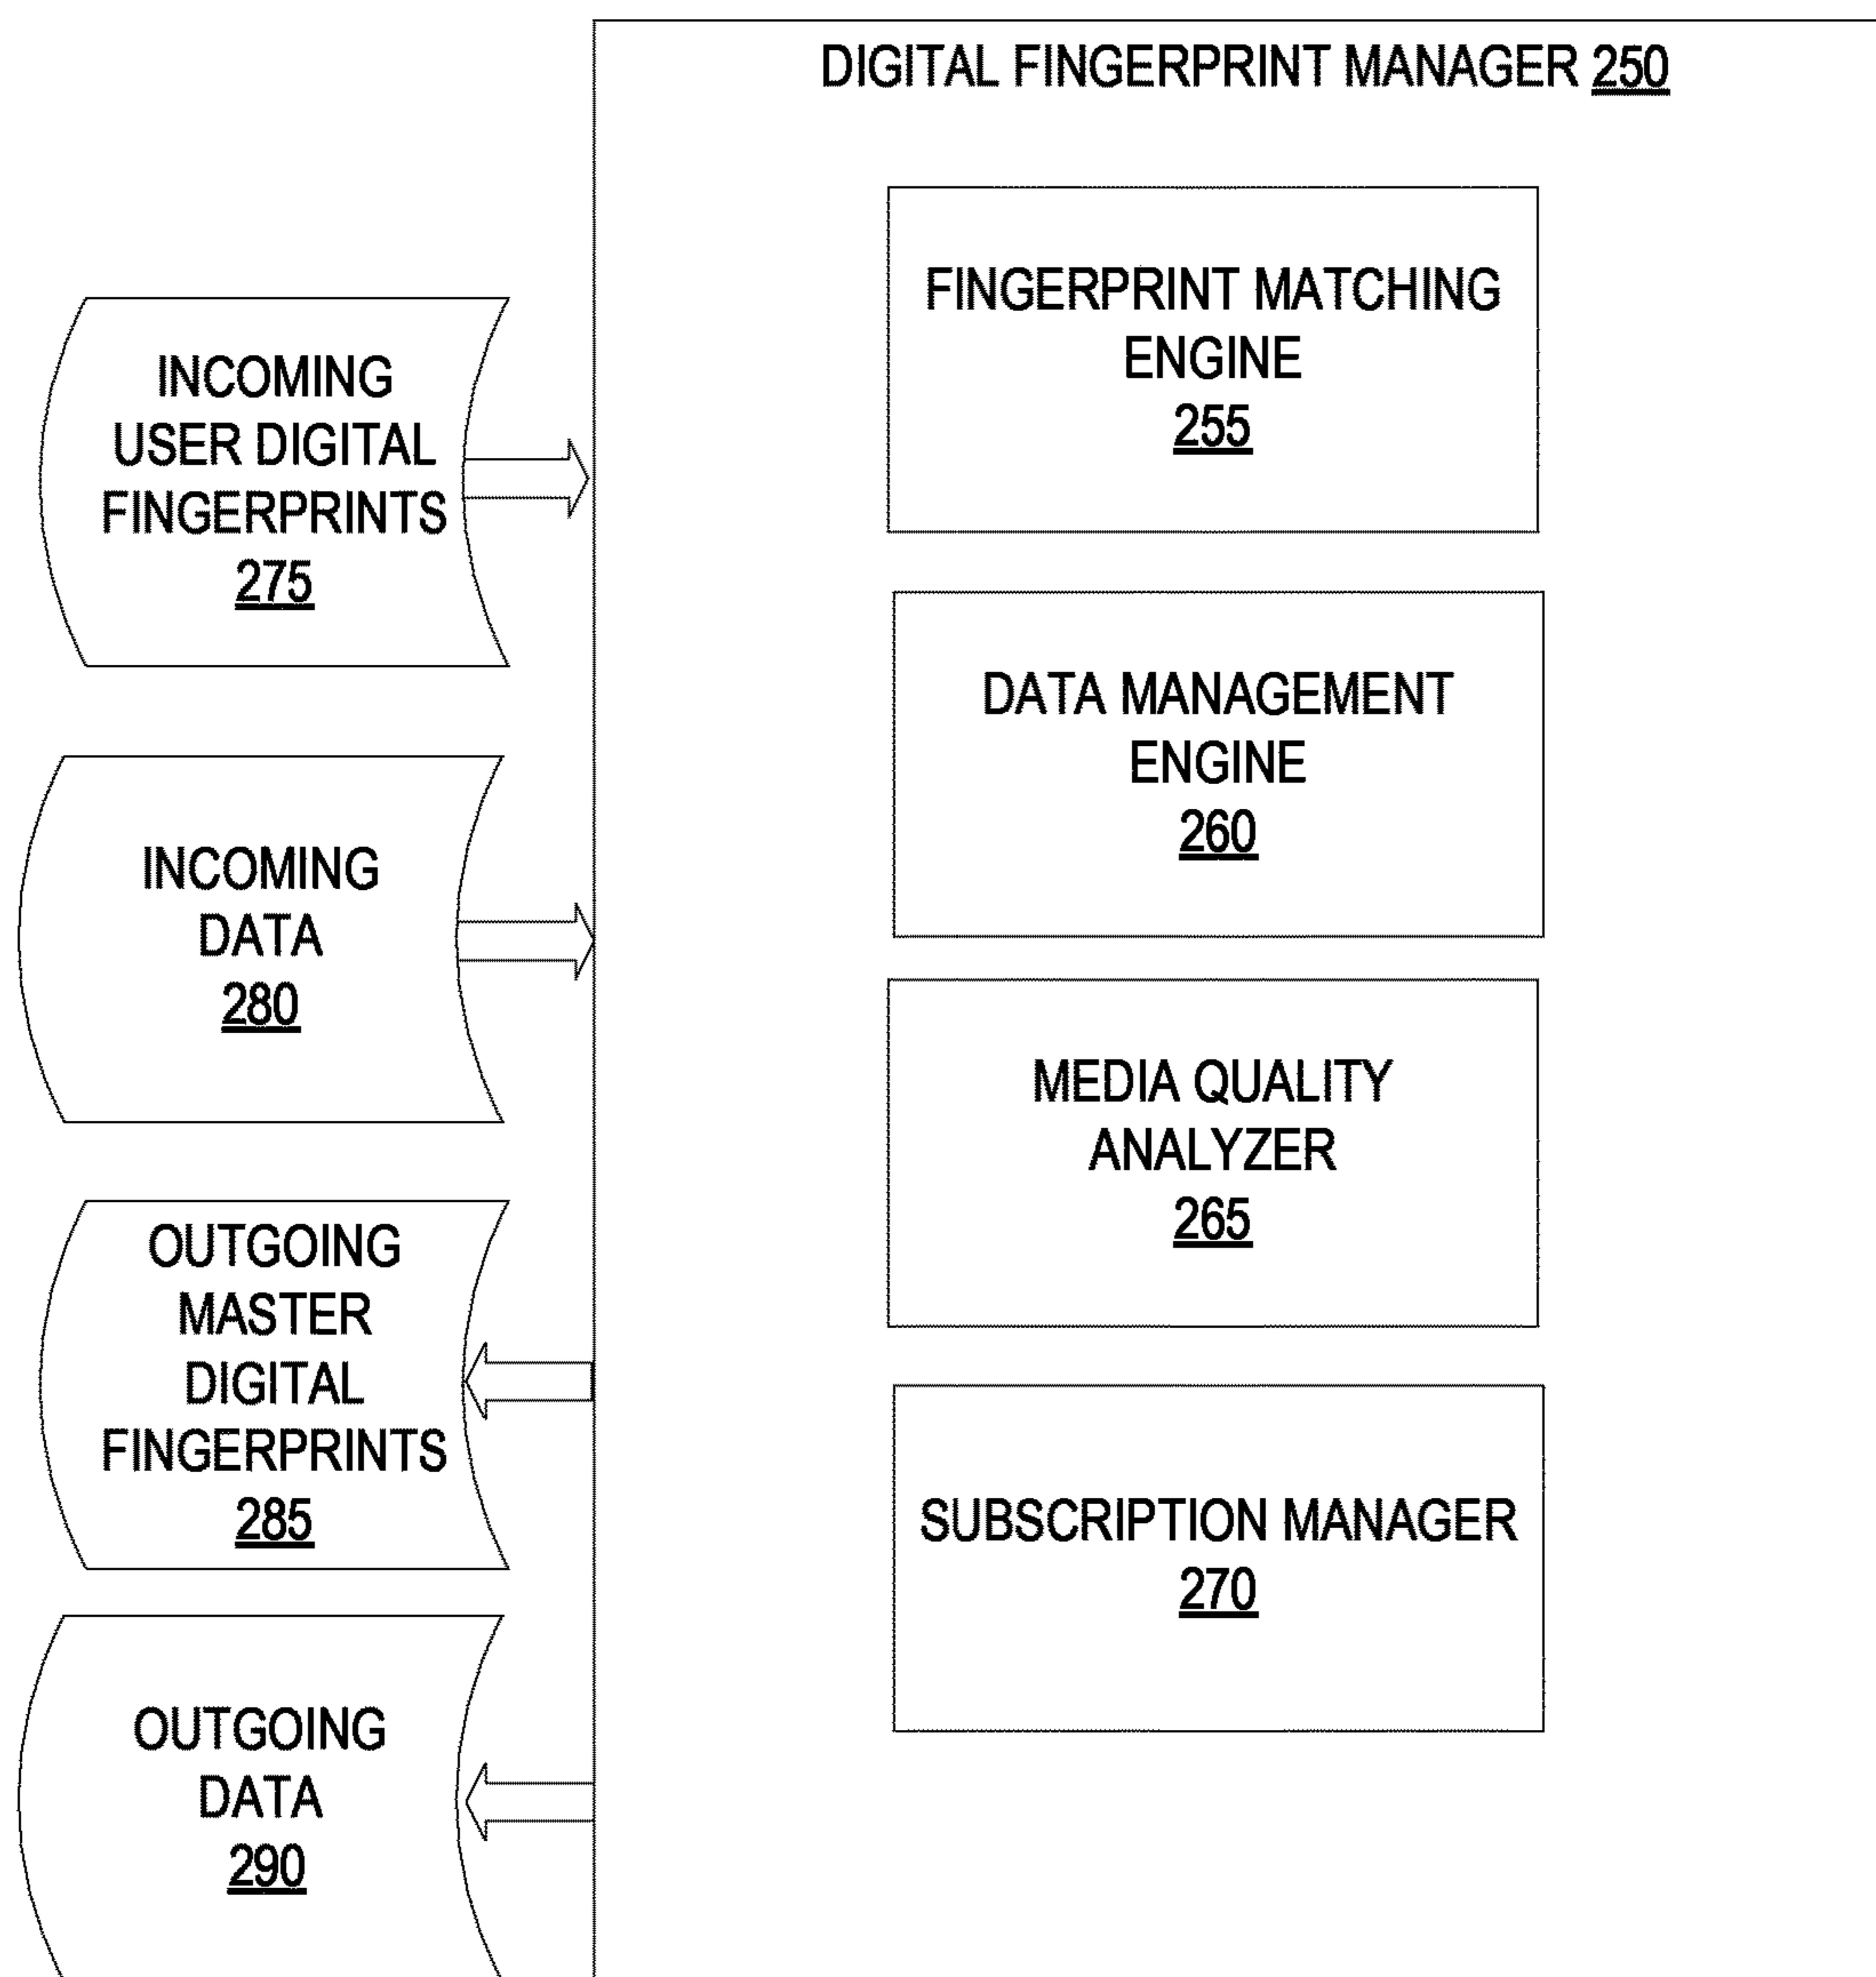 DIGITAL FINGERPRINT MANAGER 250
FINGERPRINT MATCHING
ENGINE
255
INCOMING
USER DIGITAL
FINGERPRINTS
275
DATA MANAGEMENT
ENGINE
260
INCOMING
DATA
280
MEDIA QUALITY
ANALYZER
265
OUTGOING
MASTER
DIGITAL
FINGERPRINTS
285
SUBSCRIPTION MANAGER
270
OUTGOING
DATA
290